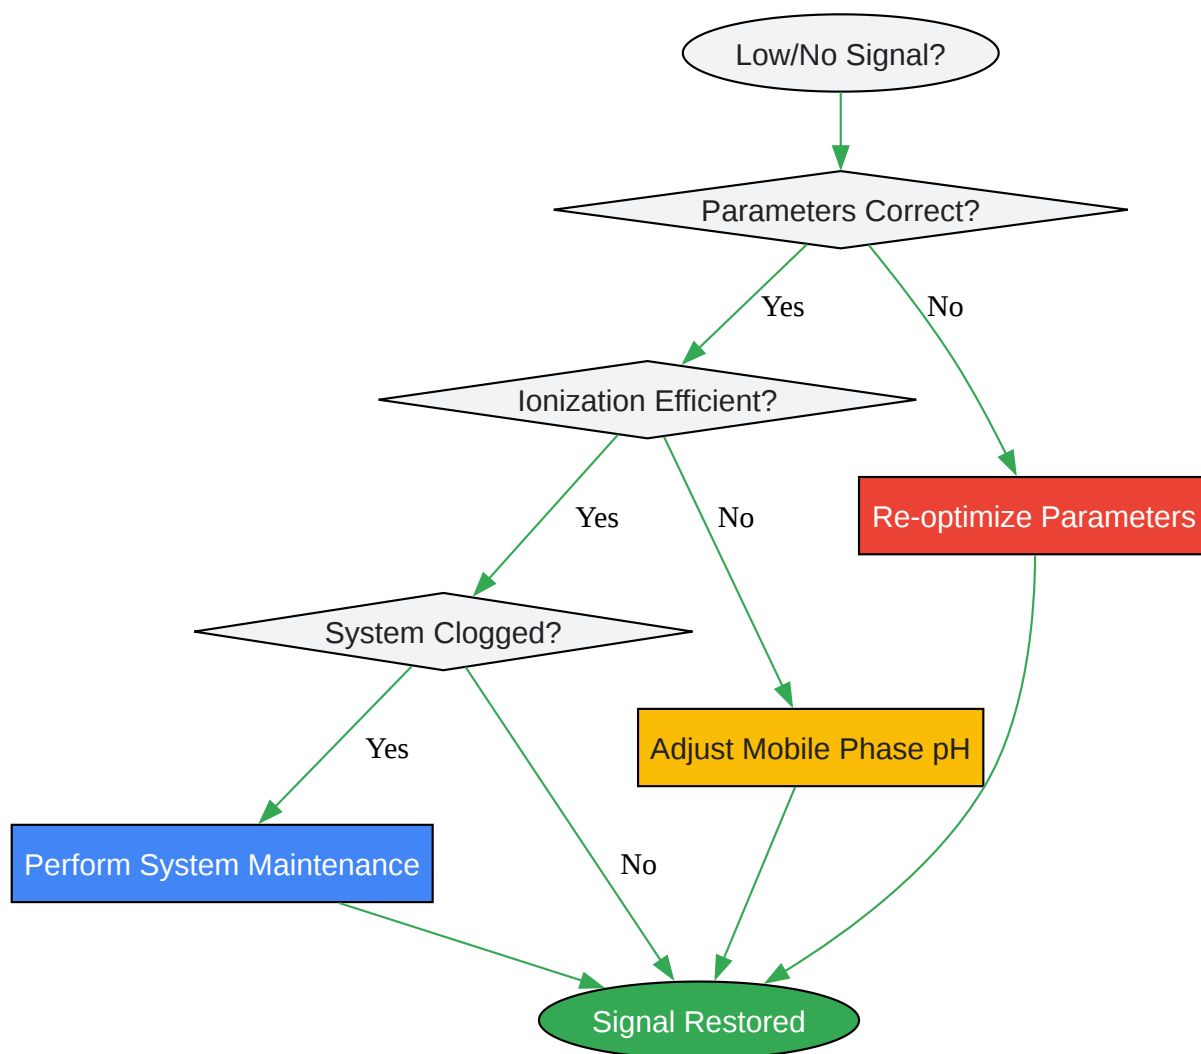 Low/No Signal?
Parameters Correct?
Yes
No
Ionization Efficient?
Re-optimize Parameters
Yes
No
System Clogged?
Adjust Mobile Phase pH
Yes
Perform System Maintenance
No
Signal Restored